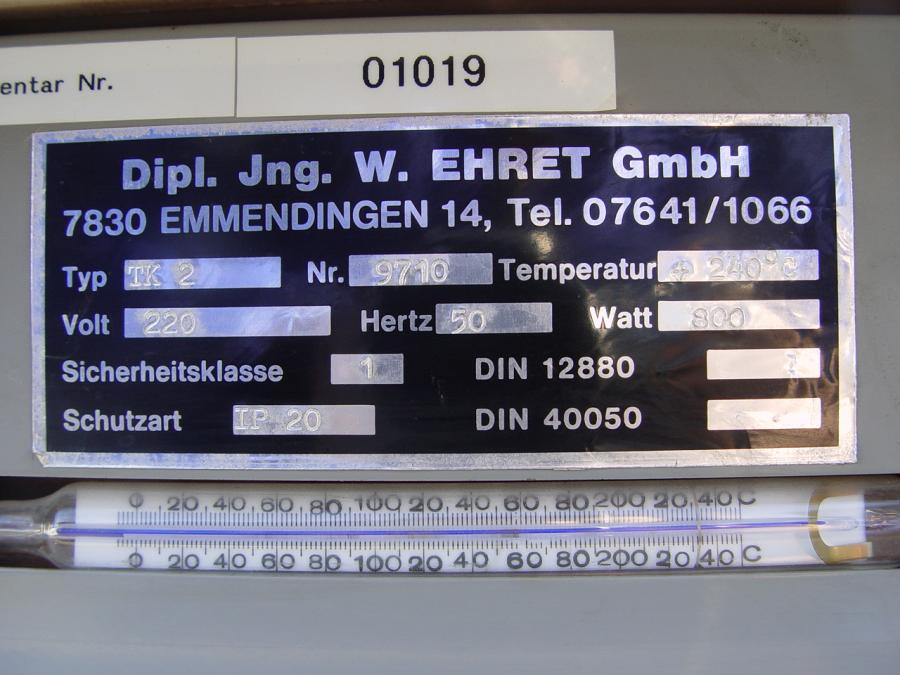 entar Nr. 01019
Dipl. Jng. W. EHRET GmbH
7830 EMMENDINGEN 14, Tel. 07641/1066
Typ TK 2 Nr. 9710 Temperatur + 240°C
Volt 220 Hertz 50 Watt 800
Sicherheitsklasse 1 DIN 12880
Schutzart IP 20 DIN 40050
0 20 40 60 80 100 20 40 60 80 200 20 40 C
0 20 40 60 80 100 20 40 60 80 200 20 40 C